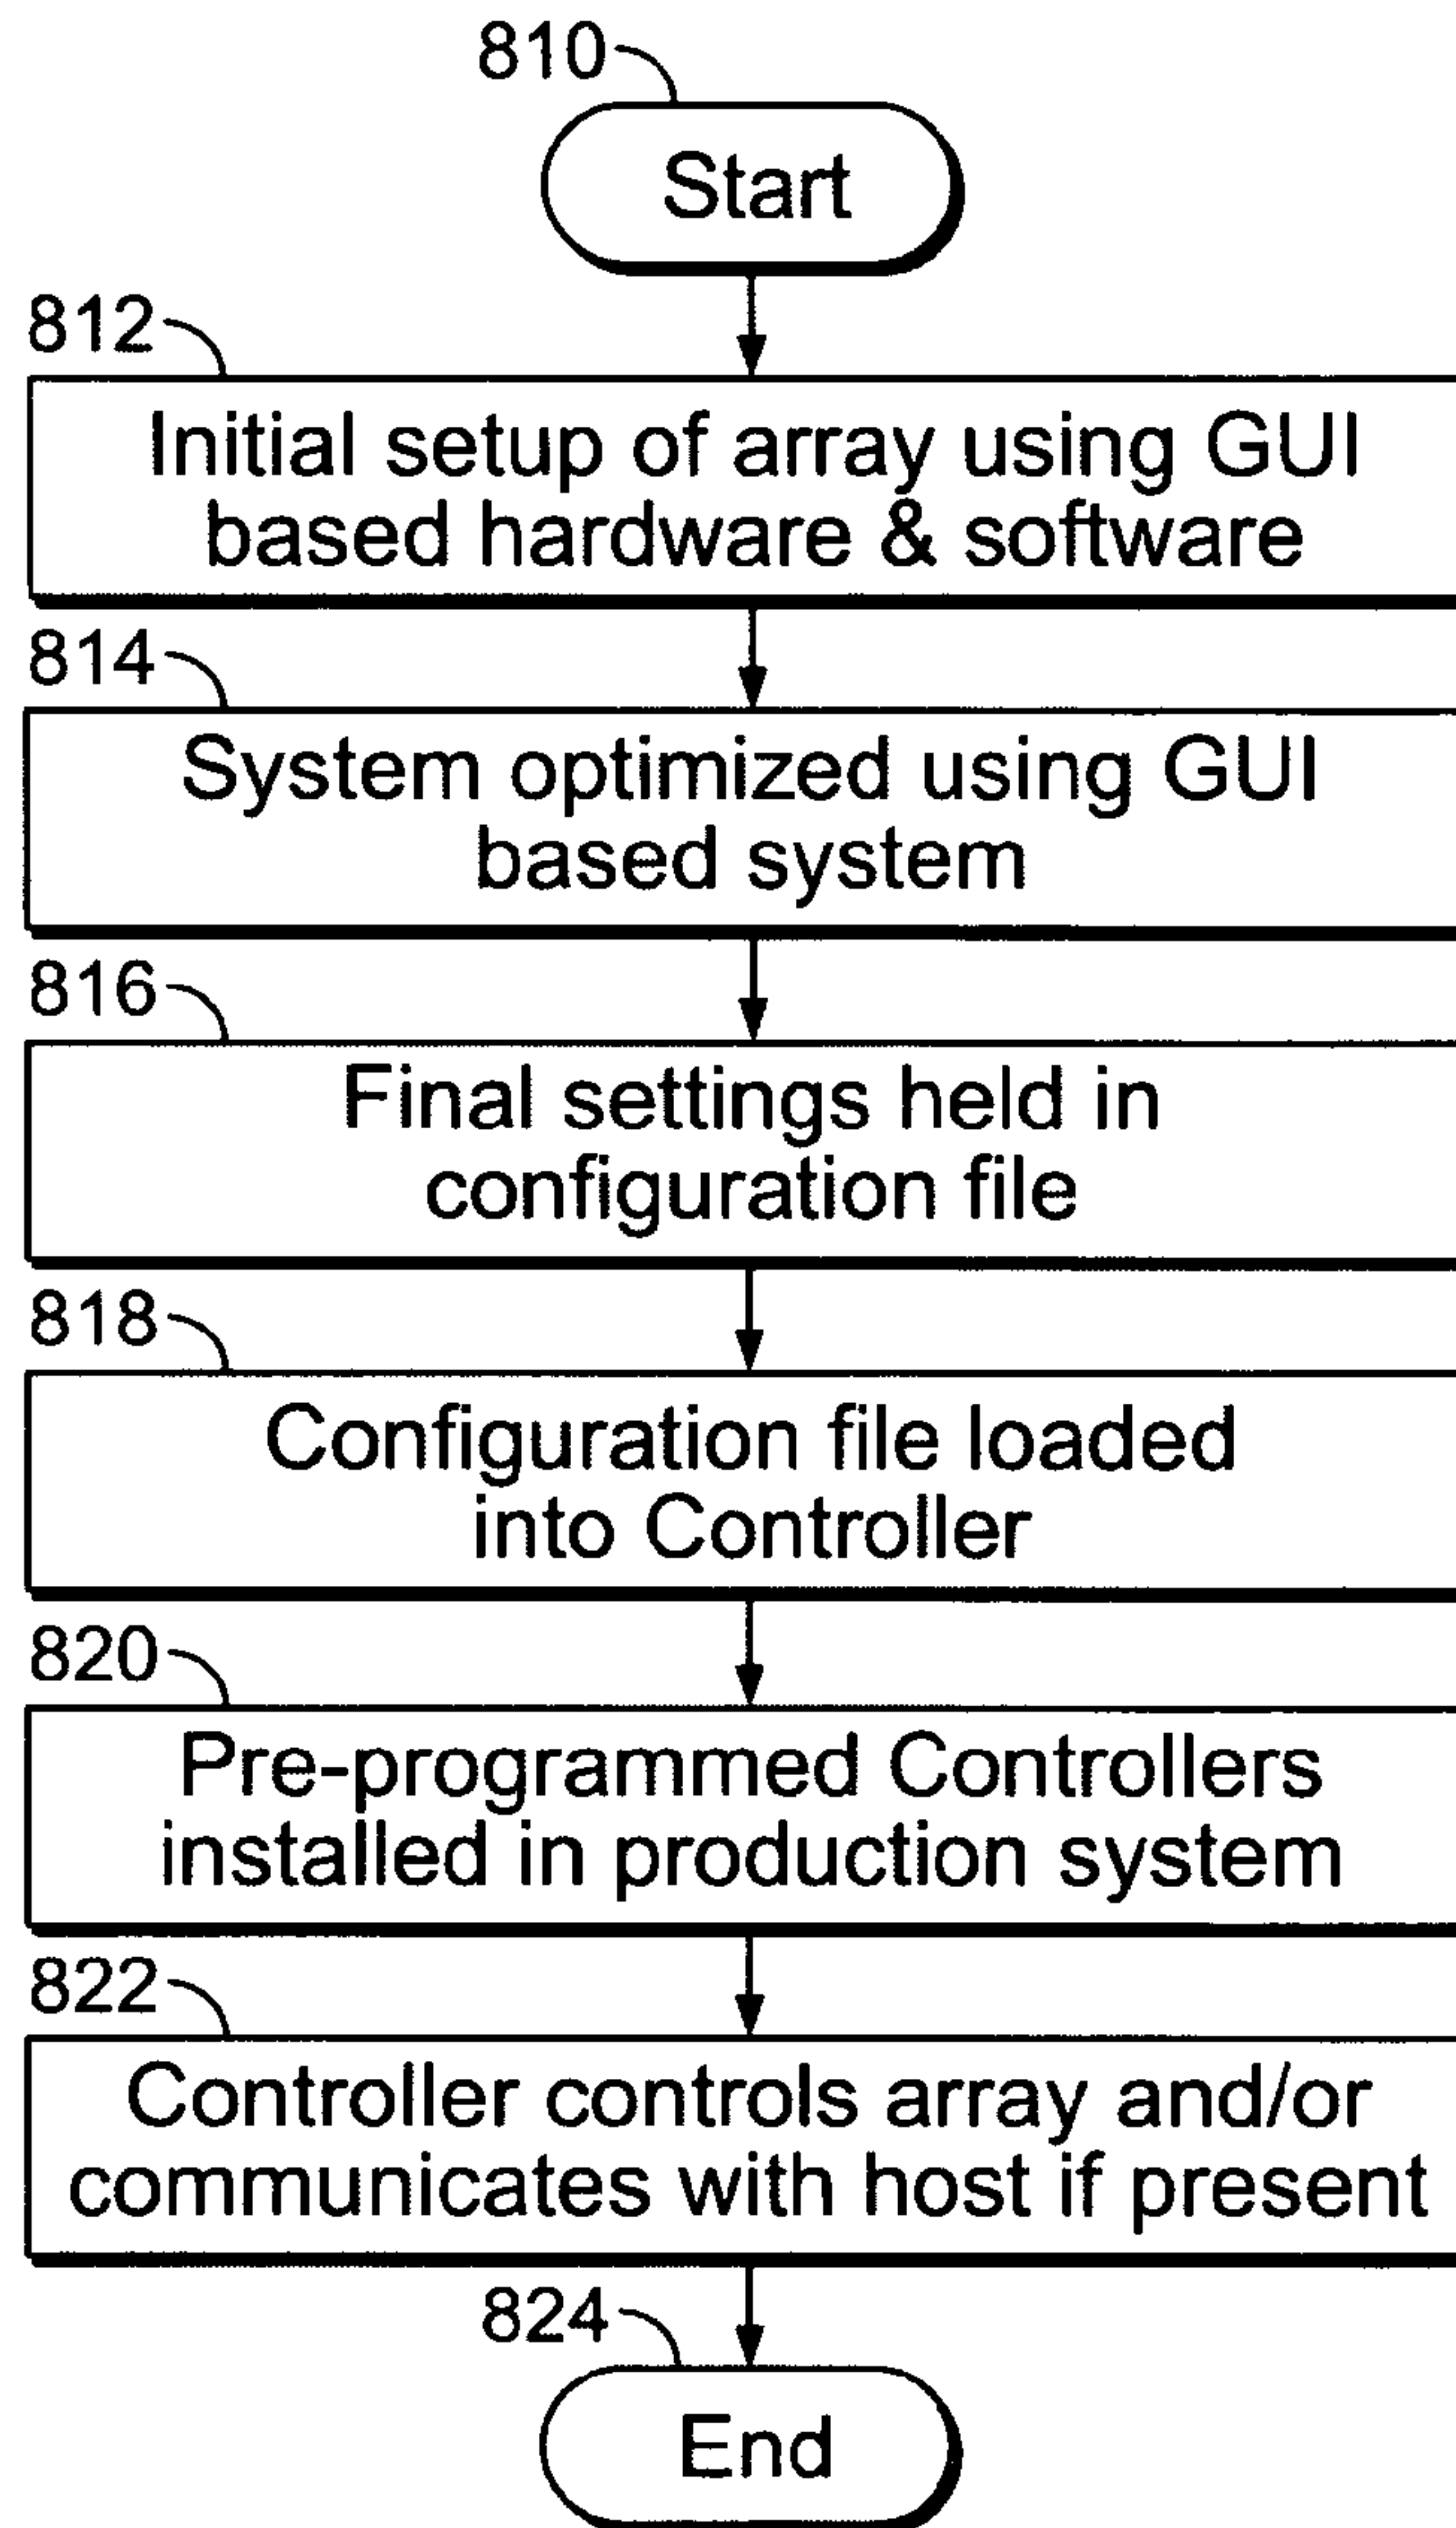 810
Start
812
Initial setup of array using GUI
based hardware & software
814
System optimized using GUI
based system
816
Final settings held in
configuration file
818
Configuration file loaded
into Controller
820
Pre-programmed Controllers
installed in production system
822
Controller controls array and/or
communicates with host if present
824
End